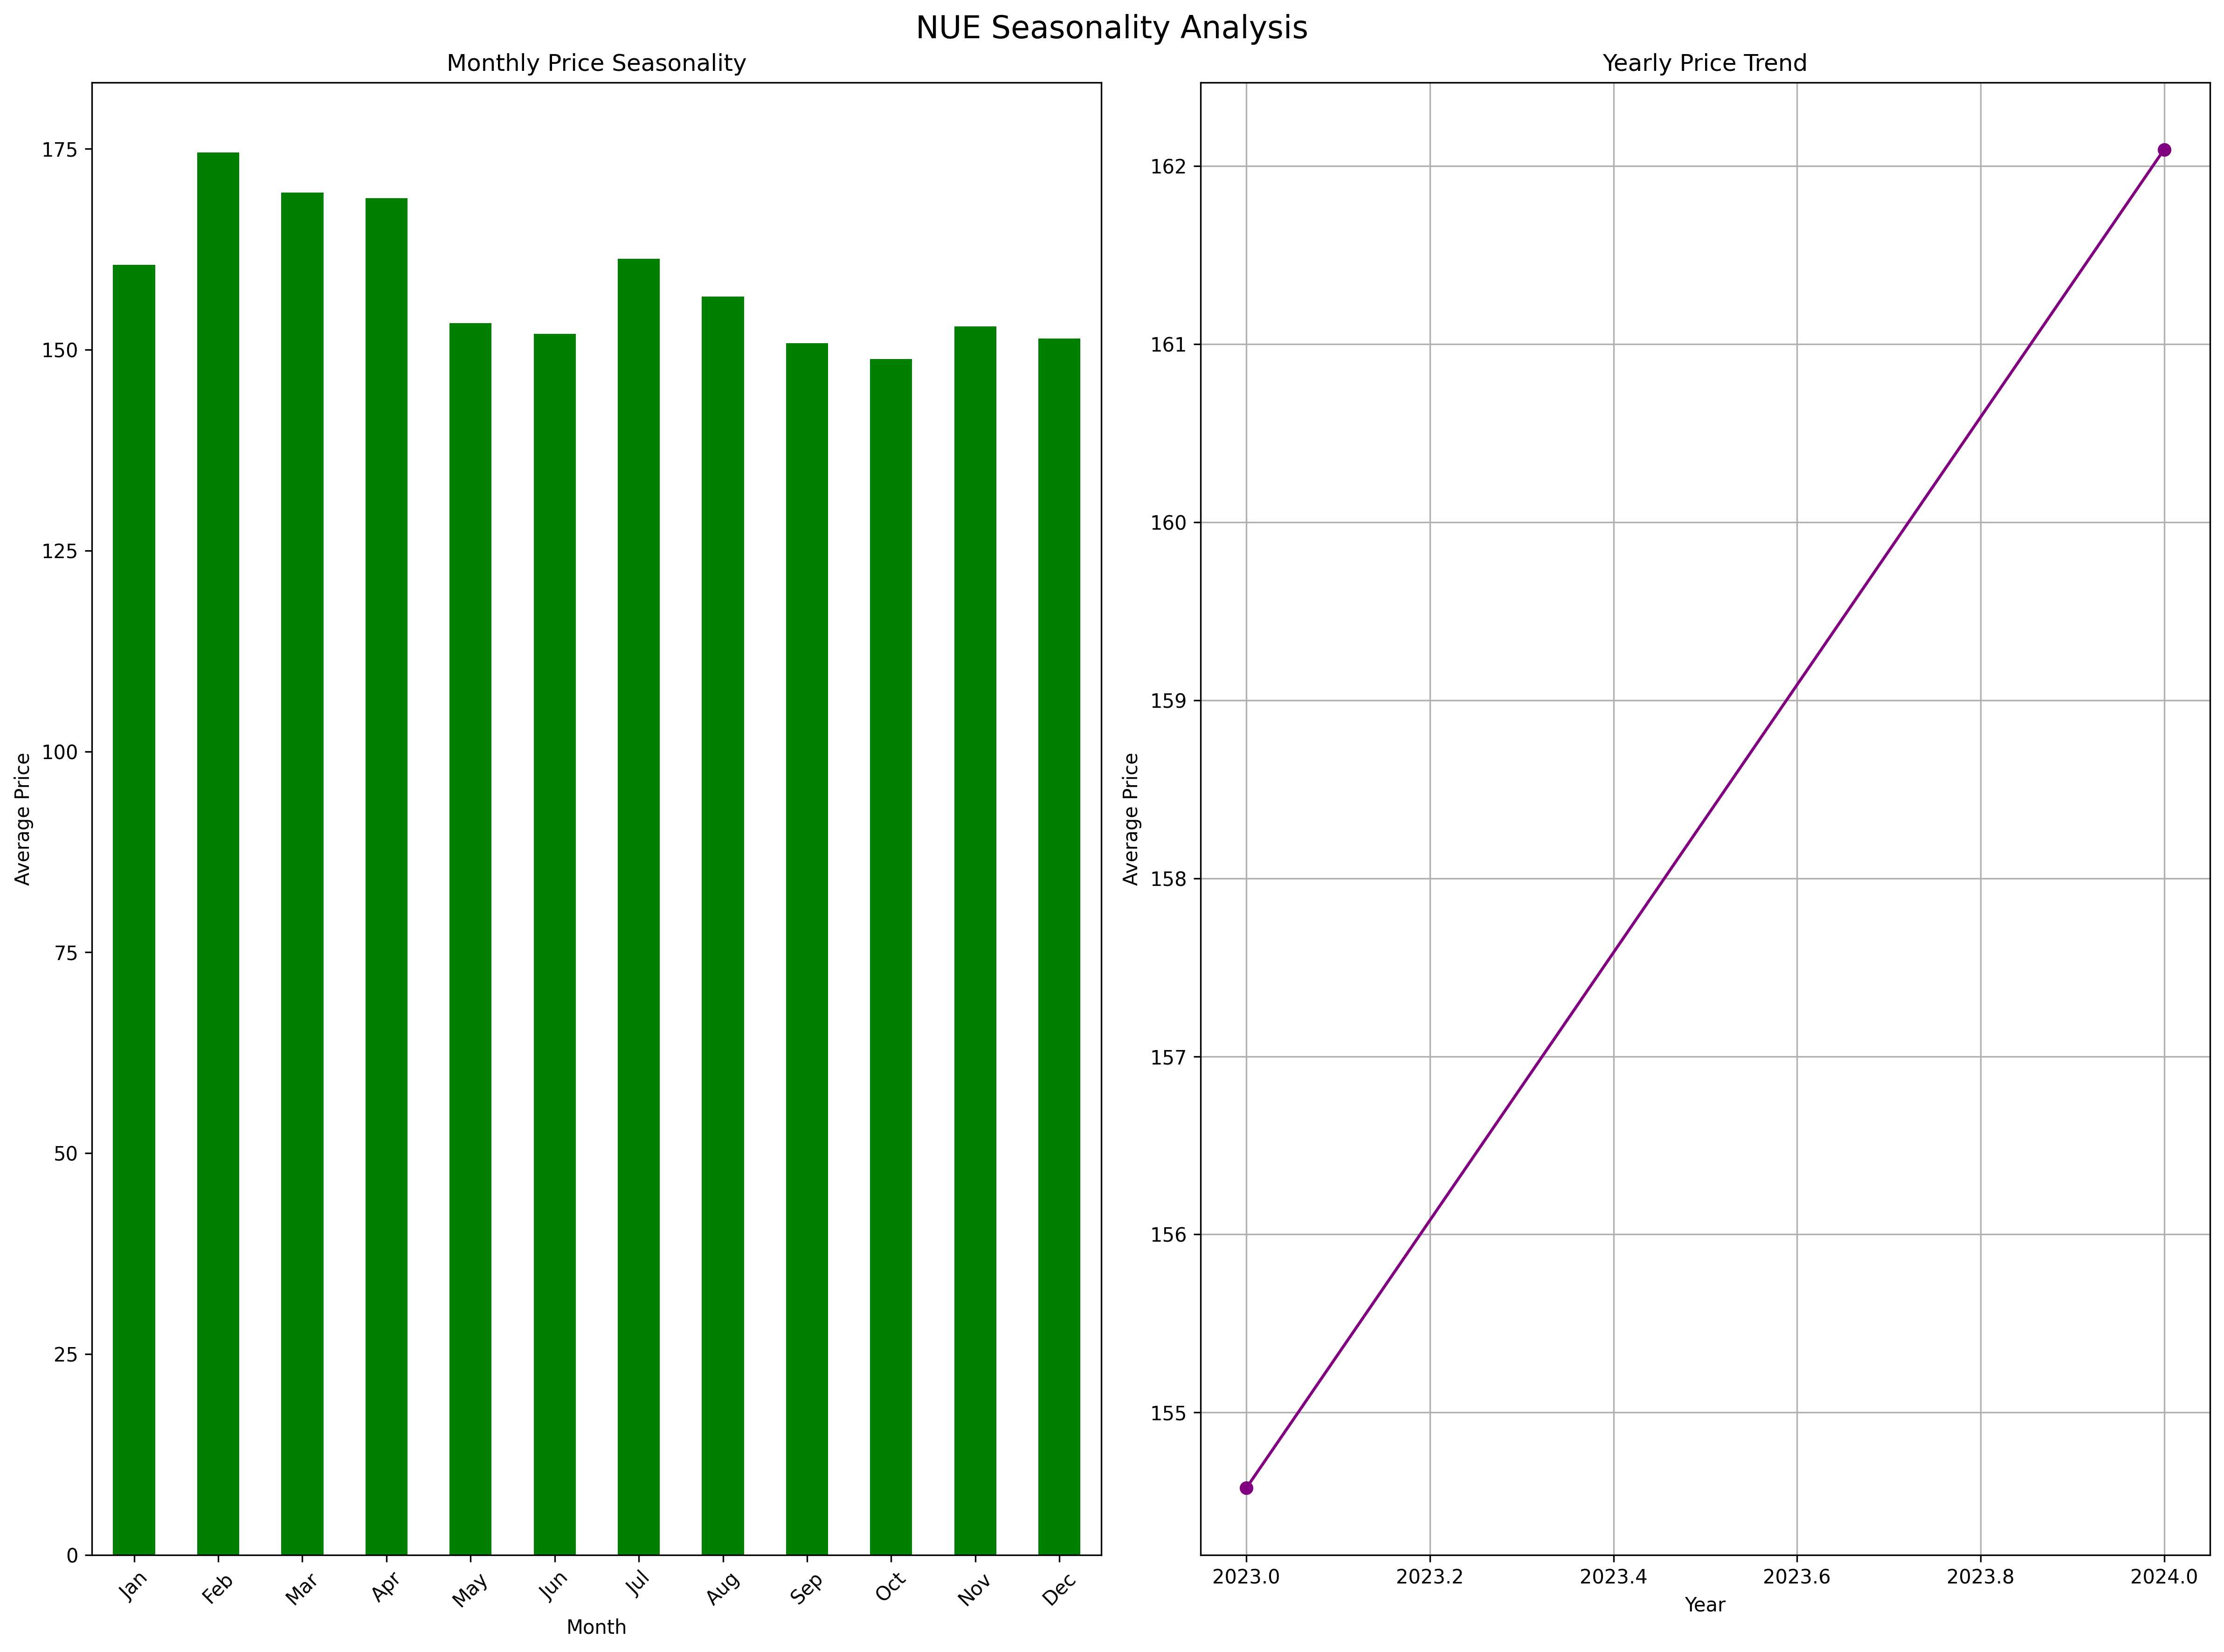 NUE Seasonality Analysis
Monthly Price Seasonality
Average Price
175
150
125
100
75
50
25
0
Jan
Feb
Mar
Apr
May
Jun
Jul
Aug
Sep
Oct
Nov
Dec
Month
Yearly Price Trend
Average Price
162
161
160
159
158
157
156
155
2023.0
2023.2
2023.4
2023.6
2023.8
2024.0
Year